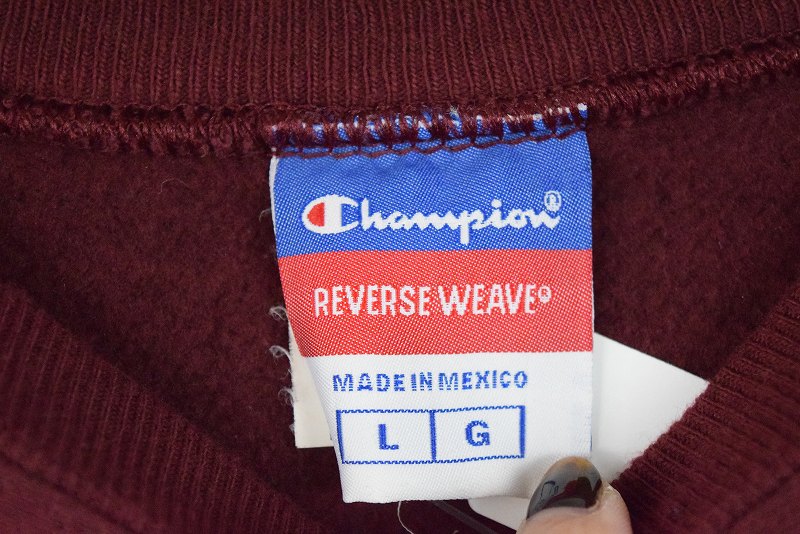 Champion®
REVERSE WEAVE®
MADE IN MEXICO
L G